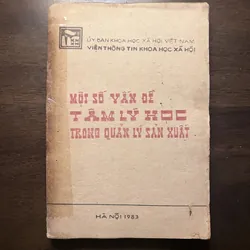 ỦY BAN KHOA HỌC XÃ HỘI VIỆT NAM
VIỆN THÔNG TIN KHOA HỌC XÃ HỘI
MỘT SỐ VẤN ĐỀ
TÂM LÝ HỌC
TRONG QUẢN LÝ SẢN XUẤT
HÀ NỘI 1983